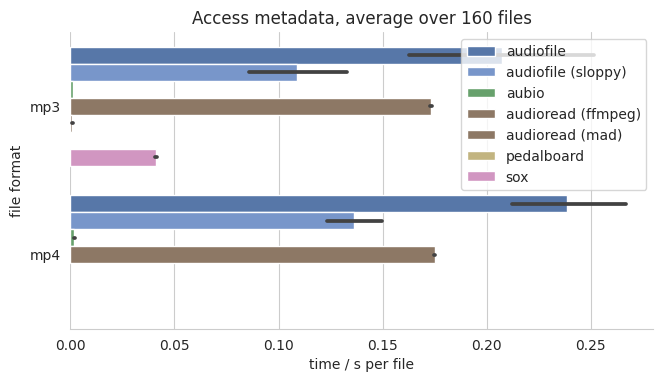 Access metadata, average over 160 files
audiofile
audiofile (sloppy)
aubio
audioread (ffmpeg)
audioread (mad)
pedalboard
sox
file format
mp3
mp4
0.00 0.05 0.10 0.15 0.20 0.25
time / s per file